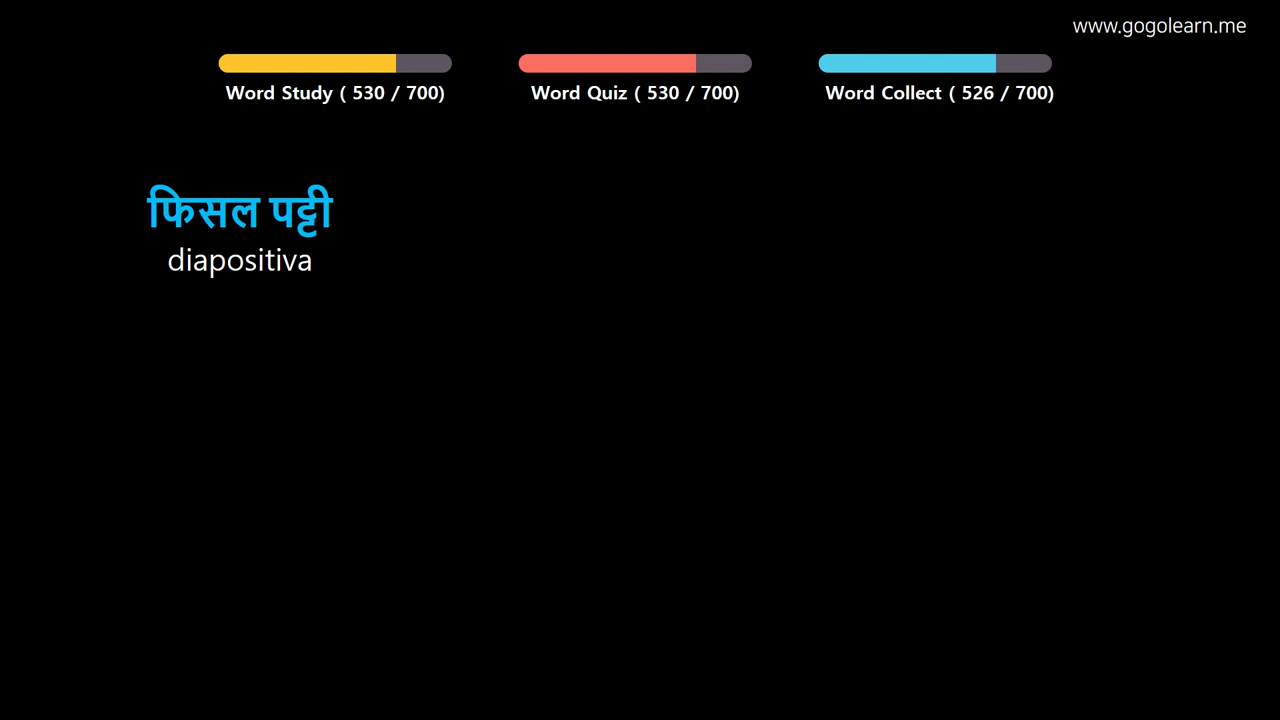 www.gogolearn.me
Word Study ( 530 / 700)
Word Quiz ( 530 / 700)
Word Collect ( 526 / 700)
फिसल पट्टी
diapositiva